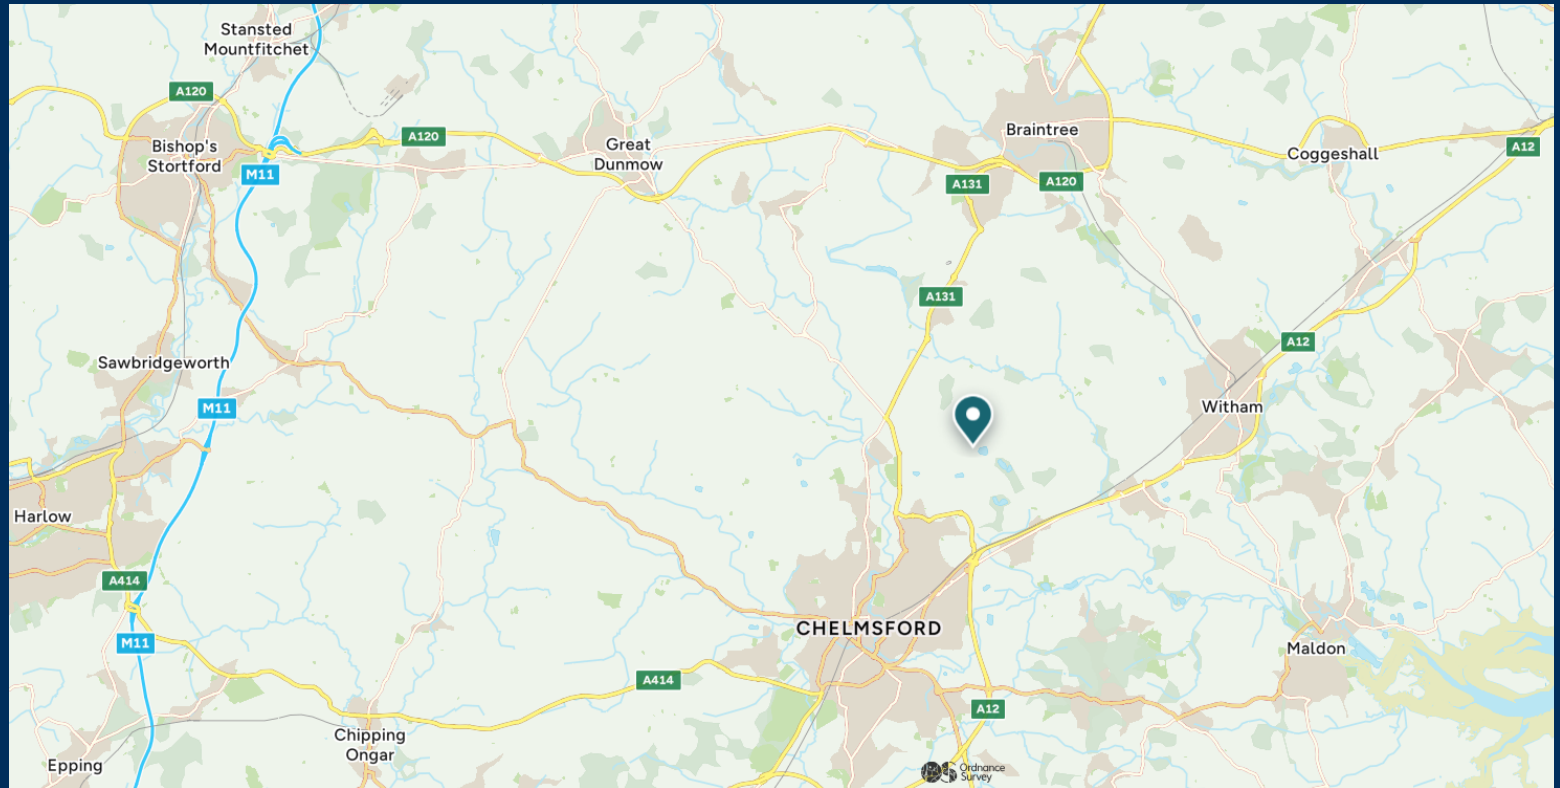 Stansted
Mountfitchet
A120
A120
Bishop's
Stortford
M11
Great
Dunmow
Braintree
Coggeshall
A12
A131
A120
A131
A12
Sawbridgeworth
M11
Witham
Harlow
A414
M11
CHELMSFORD
Maldon
A414
A12
Chipping
Ongar
Epping
OS
Ordnance
Survey